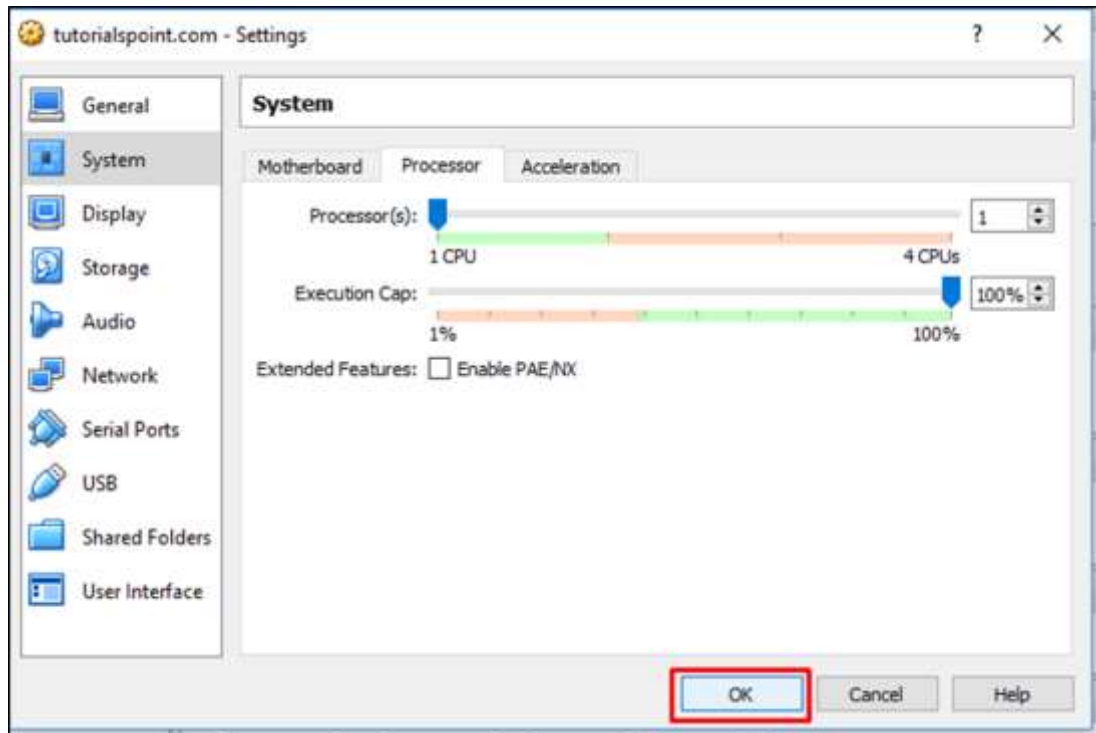 tutorialspoint.com - Settings ? ×
General
System
Display
Storage
Audio
Network
Serial Ports
USB
Shared Folders
User Interface
System
Motherboard Processor Acceleration
Processor(s): 1
1 CPU 4 CPUs
Execution Cap: 100%
1% 100%
Extended Features: Enable PAE/NX
OK Cancel Help